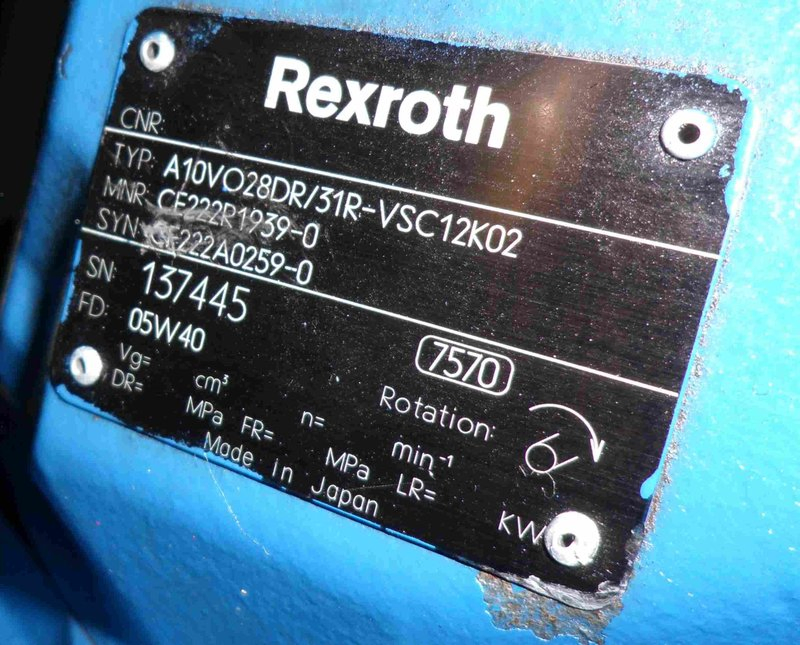 Rexroth
CNR:
TYP: A10VO28DR/31R-VSC12K02
MNR: CF222R1939-0
SYN: CF222A0259-0
SN: 137445
FD: 05W40
7570
Rotation:
Vg= cm³ n= min⁻¹
DR= MPa FR= MPa LR= KW
Made in Japan